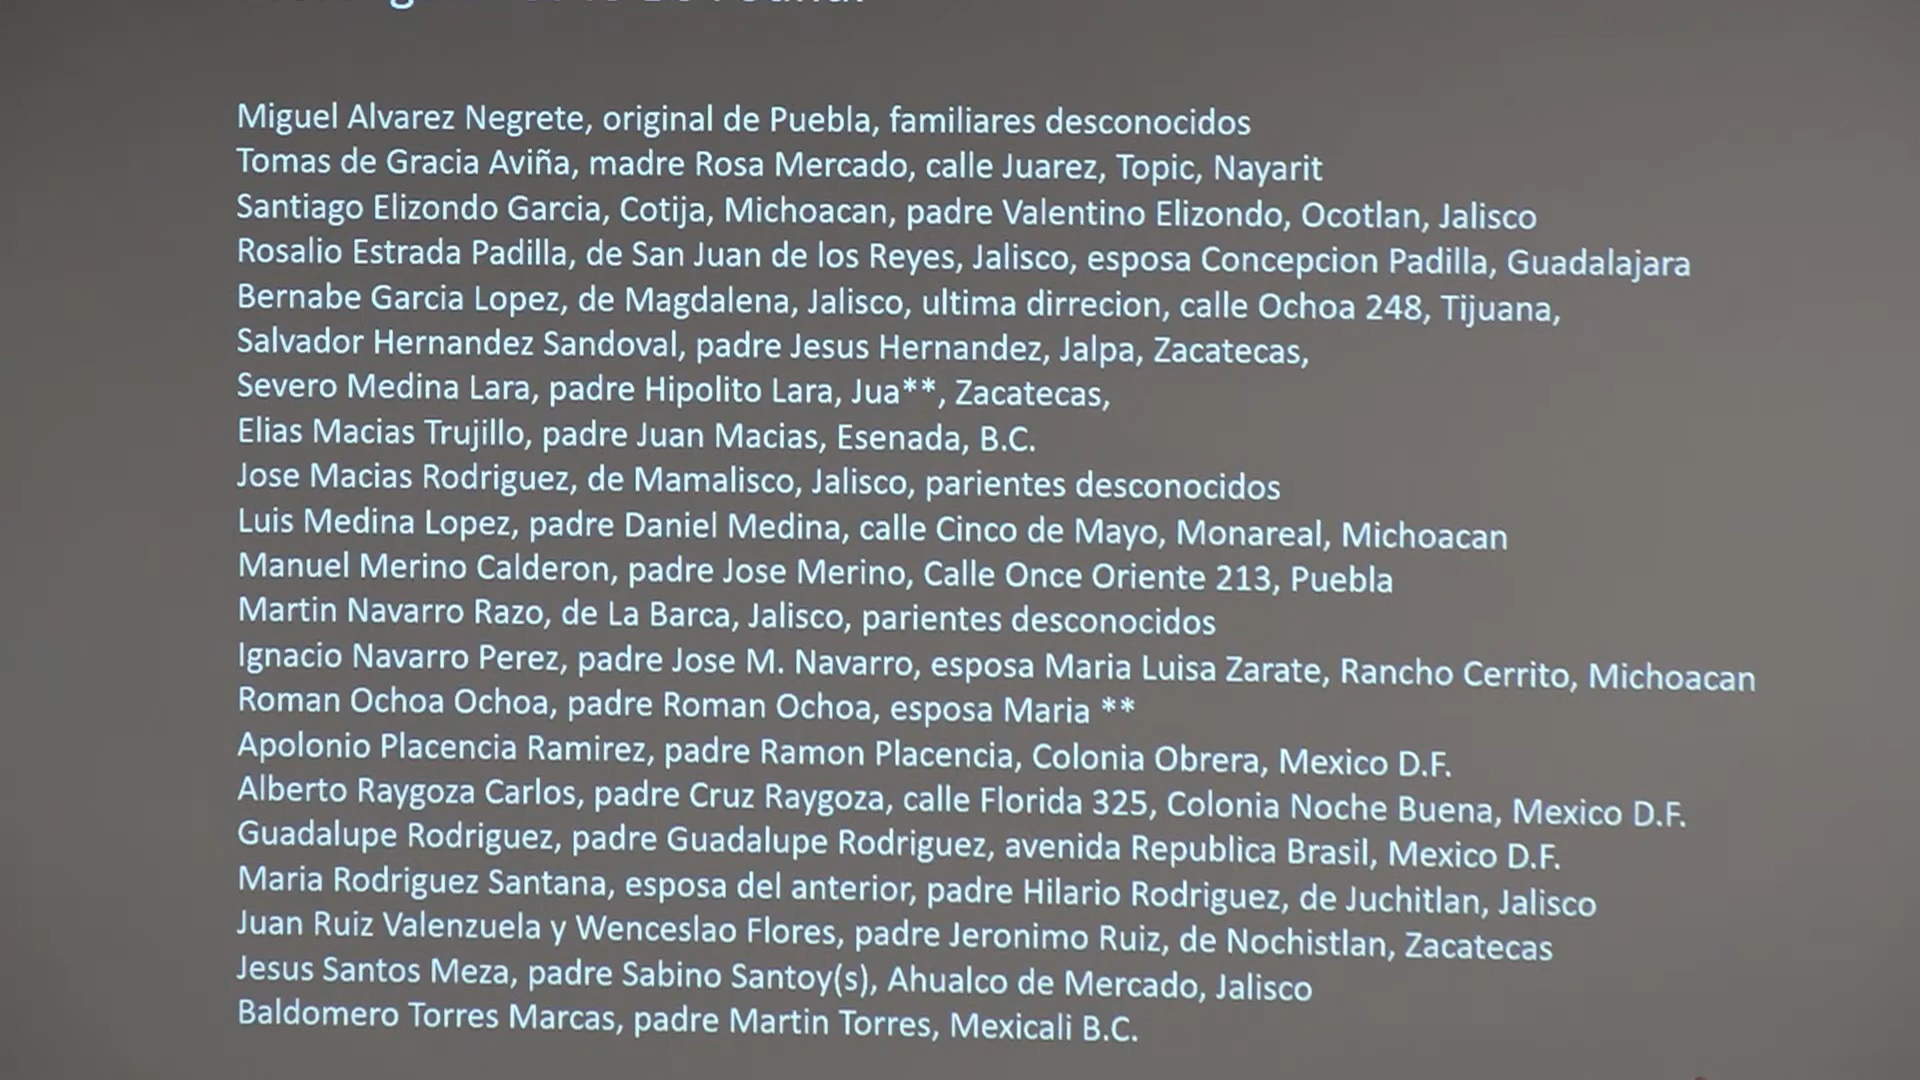 Miguel Alvarez Negrete, original de Puebla, familiares desconocidos
Tomas de Gracia Aviña, madre Rosa Mercado, calle Juarez, Topic, Nayarit
Santiago Elizondo Garcia, Cotija, Michoacan, padre Valentino Elizondo, Ocotlan, Jalisco
Rosalio Estrada Padilla, de San Juan de los Reyes, Jalisco, esposa Concepcion Padilla, Guadalajara
Bernabe Garcia Lopez, de Magdalena, Jalisco, ultima dirrecion, calle Ochoa 248, Tijuana,
Salvador Hernandez Sandoval, padre Jesus Hernandez, Jalpa, Zacatecas,
Severo Medina Lara, padre Hipolito Lara, Jua**, Zacatecas,
Elias Macias Trujillo, padre Juan Macias, Esenada, B.C.
Jose Macias Rodriguez, de Mamalisco, Jalisco, parientes desconocidos
Luis Medina Lopez, padre Daniel Medina, calle Cinco de Mayo, Monareal, Michoacan
Manuel Merino Calderon, padre Jose Merino, Calle Once Oriente 213, Puebla
Martin Navarro Razo, de La Barca, Jalisco, parientes desconocidos
Ignacio Navarro Perez, padre Jose M. Navarro, esposa Maria Luisa Zarate, Rancho Cerrito, Michoacan
Roman Ochoa Ochoa, padre Roman Ochoa, esposa Maria **
Apolonio Placencia Ramirez, padre Ramon Placencia, Colonia Obrera, Mexico D.F.
Alberto Raygoza Carlos, padre Cruz Raygoza, calle Florida 325, Colonia Noche Buena, Mexico D.F.
Guadalupe Rodriguez, padre Guadalupe Rodriguez, avenida Republica Brasil, Mexico D.F.
Maria Rodriguez Santana, esposa del anterior, padre Hilario Rodriguez, de Juchitlan, Jalisco
Juan Ruiz Valenzuela y Wenceslao Flores, padre Jeronimo Ruiz, de Nochistlan, Zacatecas
Jesus Santos Meza, padre Sabino Santoy(s), Ahualco de Mercado, Jalisco
Baldomero Torres Marcas, padre Martin Torres, Mexicali B.C.